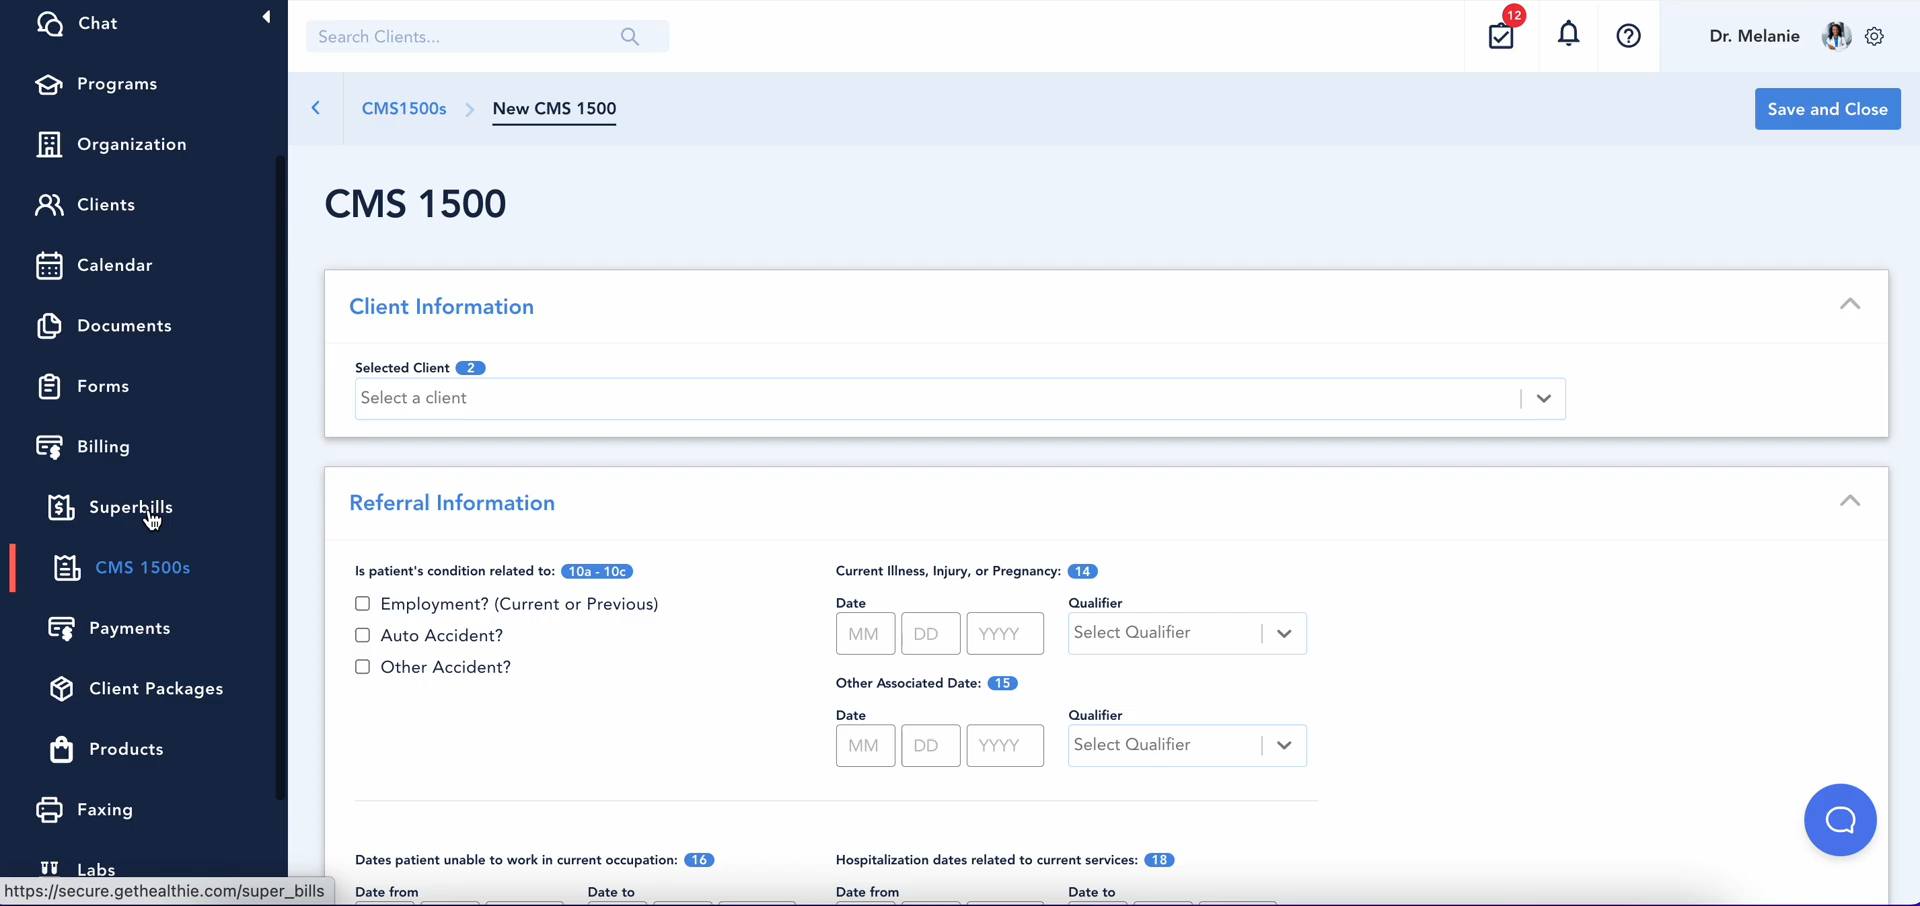 Chat
Programs
Organization
Clients
Calendar
Documents
Forms
Billing
Superbills
CMS 1500s
Payments
Client Packages
Products
Faxing
Labs
https://secure.gethealthie.com/super_bills
Search Clients...
12
Dr. Melanie
CMS1500s
New CMS 1500
Save and Close
CMS 1500
Client Information
Selected Client 2
Select a client
Referral Information
Is patient's condition related to: 10a - 10c
Employment? (Current or Previous)
Auto Accident?
Other Accident?
Current Illness, Injury, or Pregnancy: 14
Date Qualifier
MM DD YYYY Select Qualifier
Other Associated Date: 15
Date Qualifier
MM DD YYYY Select Qualifier
Dates patient unable to work in current occupation: 16
Date from Date to
Hospitalization dates related to current services: 18
Date from Date to